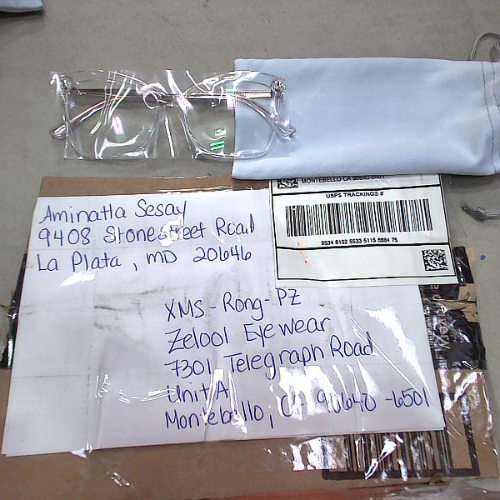 USPS TRACKING #
Aminatla Sesay
9408 Stonestreet Road
La Plata, MD 20646
XMS-Rong-PZ
Zelool Eyewear
7301 Telegraph Road
Unit A
Montebello, CA 90640-6501